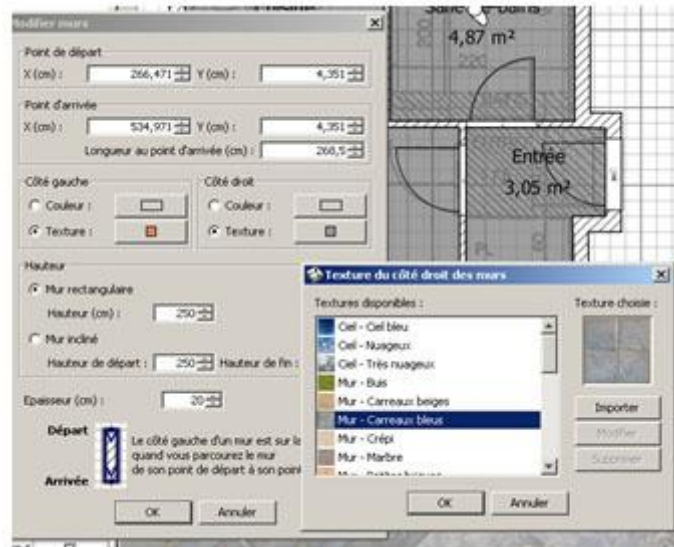 Modifier murs
Point de départ
X (cm) : 266,471 Y (cm) : 4,351
Point d'arrivée
X (cm) : 534,971 Y (cm) : 4,351
Longueur au point d'arrivée (cm) : 268,5
Côté gauche
Couleur :
Texture :
Côté droit
Couleur :
Texture :
Hauteur
Mur rectangulaire
Hauteur (cm) : 250
Mur incliné
Hauteur de départ : 250 Hauteur de fin :
Epaisseur (cm) : 20
Départ
Arrivée
Le côté gauche d'un mur est sur la
quand vous parcourez le mur
de son point de départ à son point
OK Annuler
4,87 m²
220
Entrée
3,05 m²
PL
Texture du côté droit des murs
Textures disponibles :
Ciel - Ciel bleu
Ciel - Nuageux
Ciel - Très nuageux
Mur - Buis
Mur - Carreaux beiges
Mur - Carreaux bleus
Mur - Crépi
Mur - Marbre
Texture choisie :
Importer
Modifier
Supprimer
OK Annuler